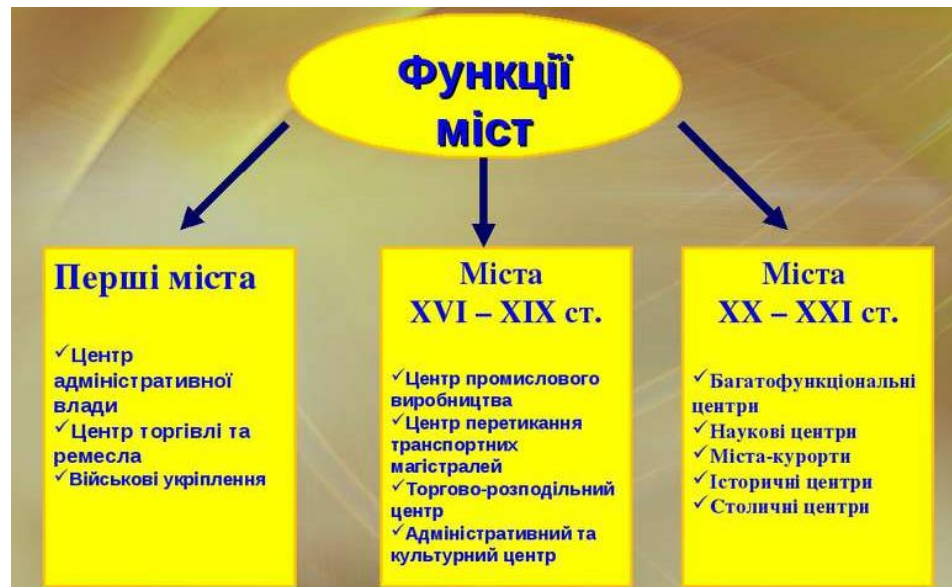 Функції
міст
Перші міста
✓Центр
адміністративної
влади
✓Центр торгівлі та
ремесла
✓Військові укріплення
Міста
XVI – XIX ст.
✓Центр промислового
виробництва
✓Центр перетикання
транспортних
магістралей
✓Торгово-розподільний
центр
✓Адміністративний та
культурний центр
Міста
XX – XXI ст.
✓Багатофункціональні
центри
✓Наукові центри
✓Міста-курорти
✓Історичні центри
✓Столичні центри